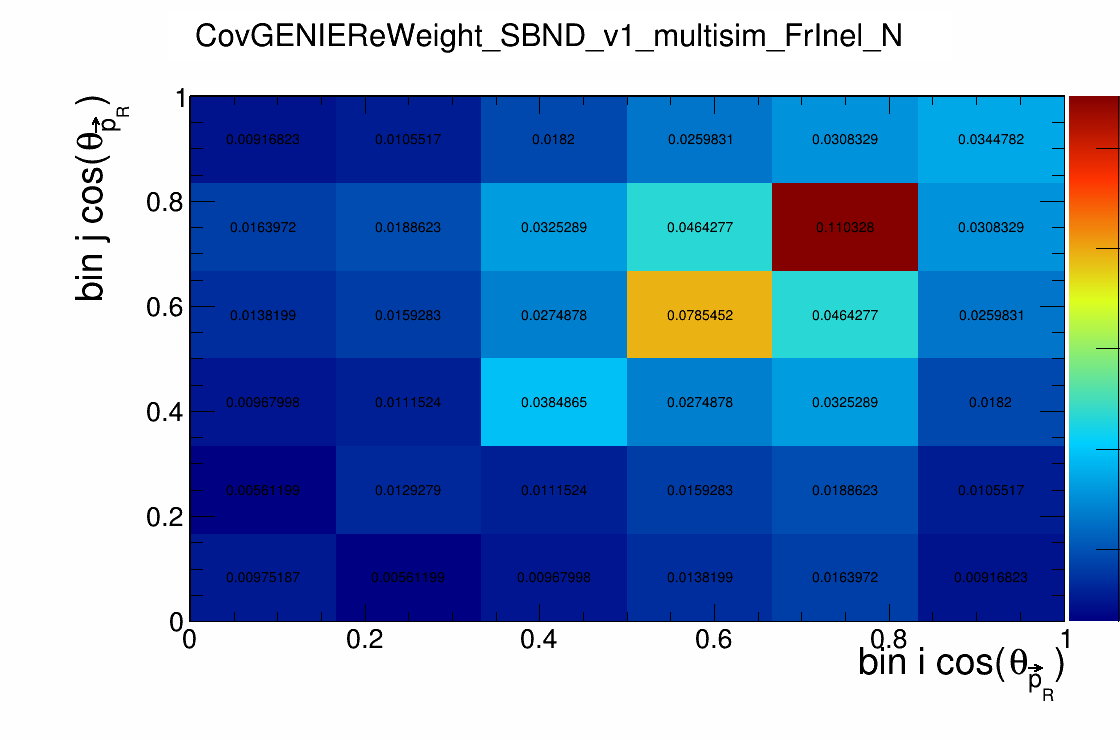 CovGENIEReWeight_SBND_v1_multisim_FrInel_N
bin j cos(θp⃗R)
1
0.8
0.6
0.4
0.2
0
0.00916823 0.0105517 0.0182 0.0259831 0.0308329 0.0344782
0.0163972 0.0188623 0.0325289 0.0464277 0.110328 0.0308329
0.0138199 0.0159283 0.0274878 0.0785452 0.0464277 0.0259831
0.00967998 0.0111524 0.0384865 0.0274878 0.0325289 0.0182
0.0129279 0.0111524 0.0159283 0.0188623 0.0105517
0.00975187 0.00967998 0.0138199 0.0163972 0.00916823
0 0.2 0.4 0.6 0.8 1
bin i cos(θp⃗R)